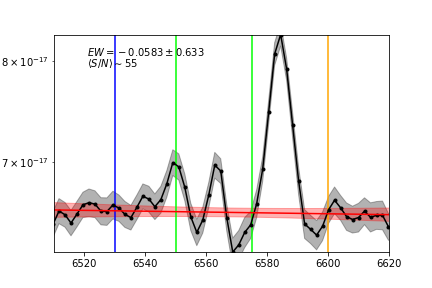 EW = −0.0583 ± 0.633
⟨S/N⟩ ∼ 55
8 × 10⁻¹⁷
7 × 10⁻¹⁷
6520 6540 6560 6580 6600 6620